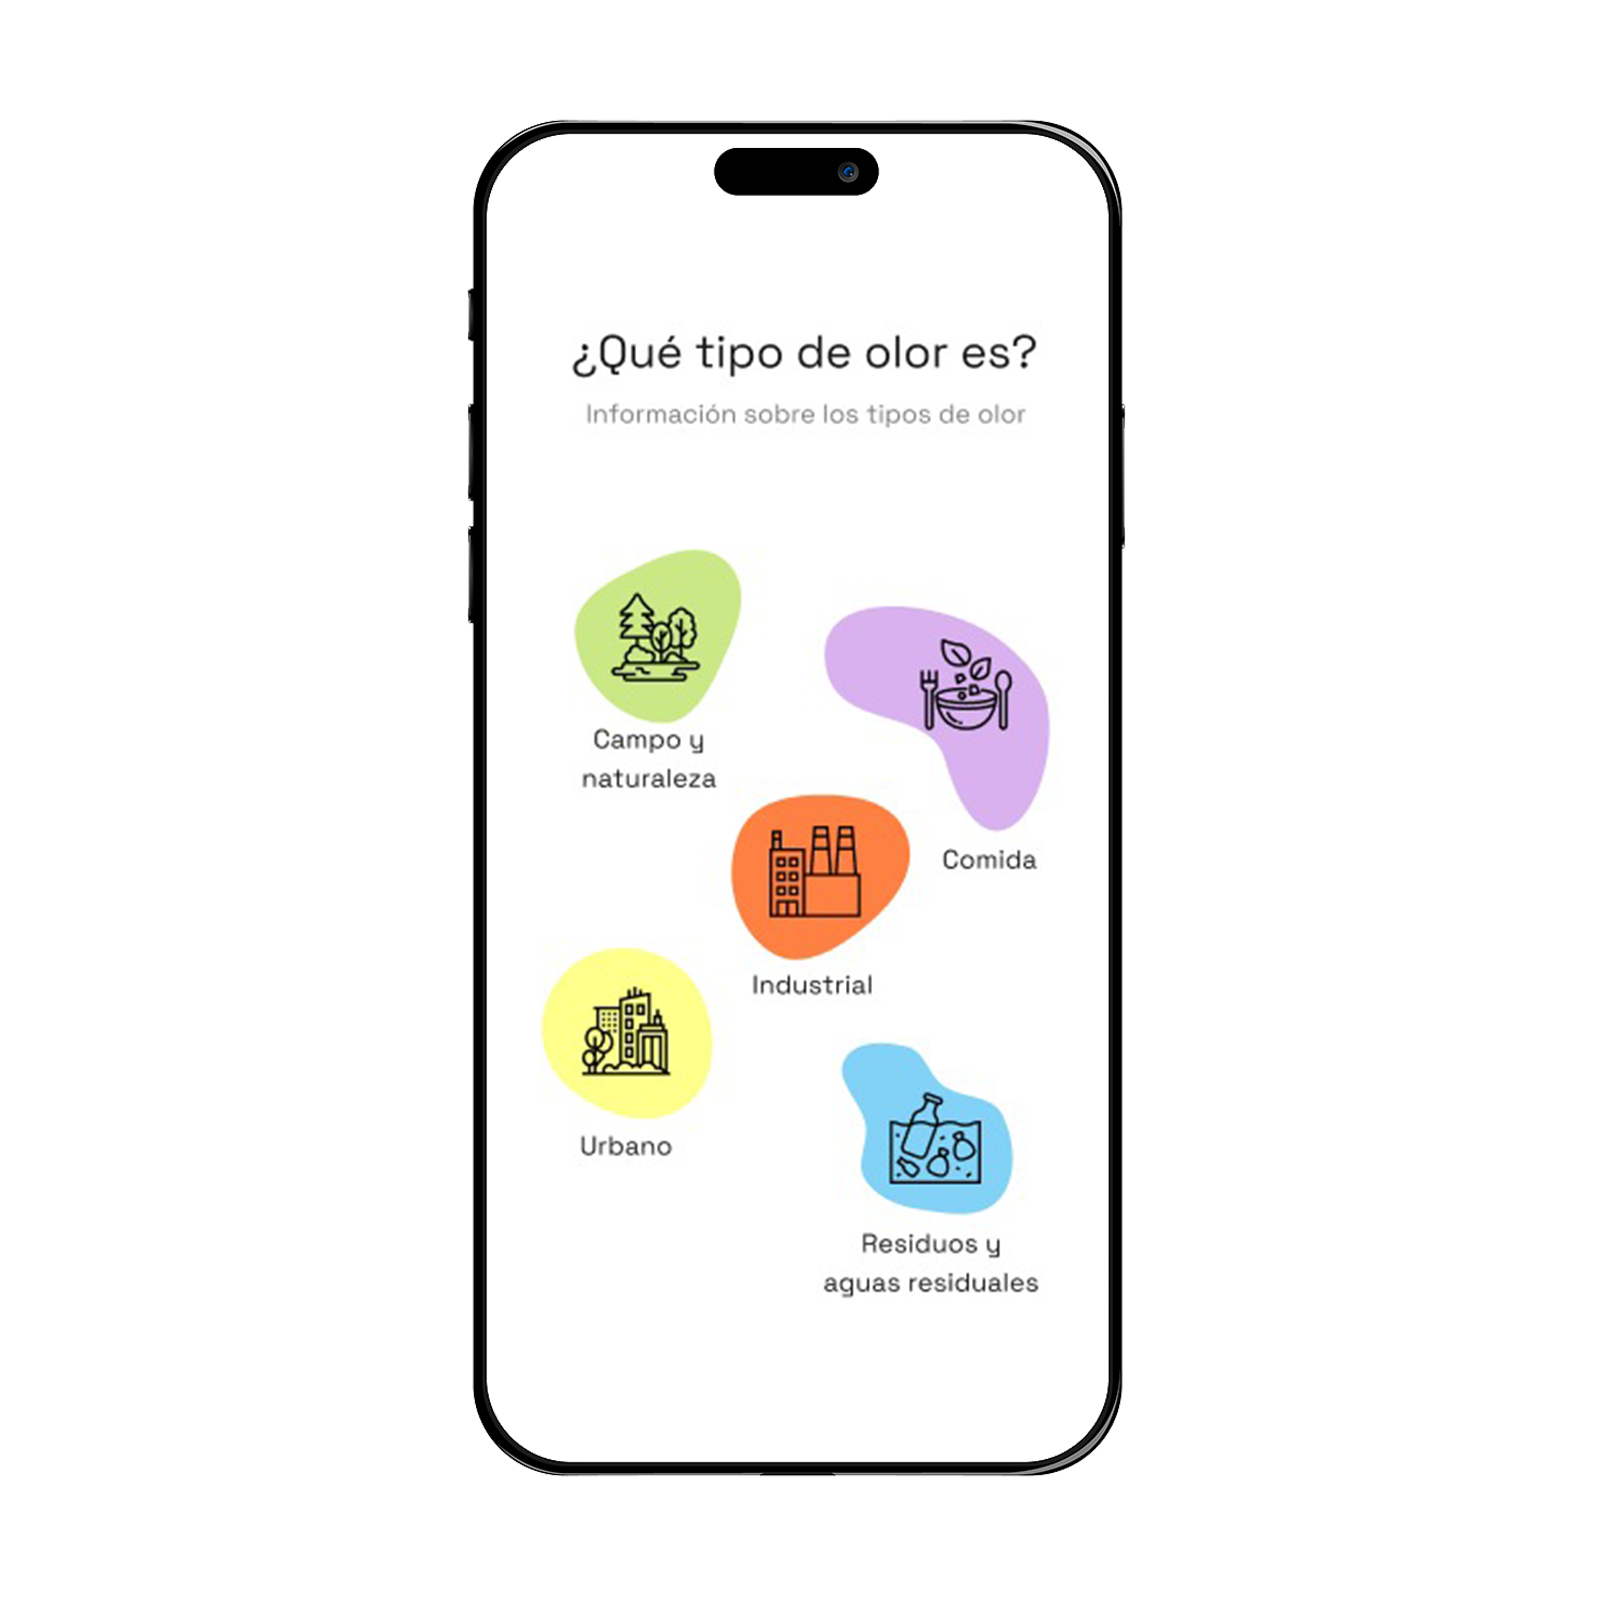 ¿Qué tipo de olor es?
Información sobre los tipos de olor
Campo y
naturaleza
Comida
Industrial
Urbano
Residuos y
aguas residuales